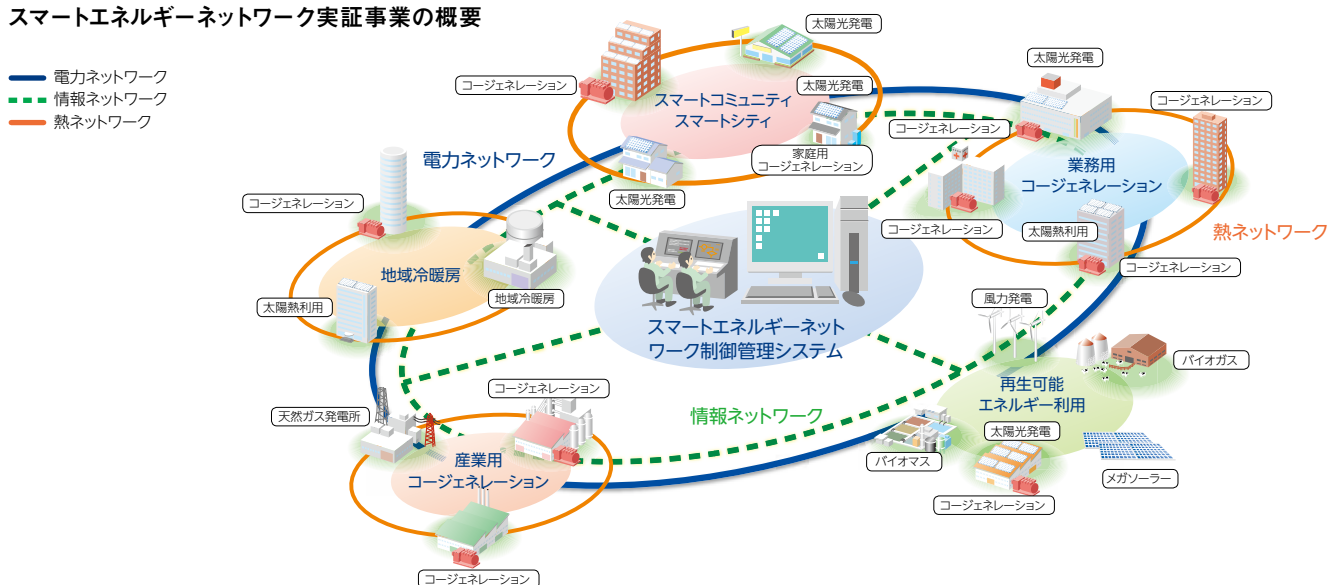 スマートエネルギーネットワーク実証事業の概要
電力ネットワーク
情報ネットワーク
熱ネットワーク
太陽光発電
コージェネレーション
太陽光発電
スマートコミュニティ
スマートシティ
家庭用
コージェネレーション
太陽光発電
電力ネットワーク
太陽光発電
コージェネレーション
コージェネレーション
業務用
コージェネレーション
コージェネレーション
太陽熱利用
コージェネレーション
熱ネットワーク
コージェネレーション
地域冷暖房
太陽熱利用
地域冷暖房
スマートエネルギーネット
ワーク制御管理システム
風力発電
バイオガス
再生可能
エネルギー利用
太陽光発電
バイオマス
メガソーラー
コージェネレーション
情報ネットワーク
コージェネレーション
天然ガス発電所
産業用
コージェネレーション
コージェネレーション